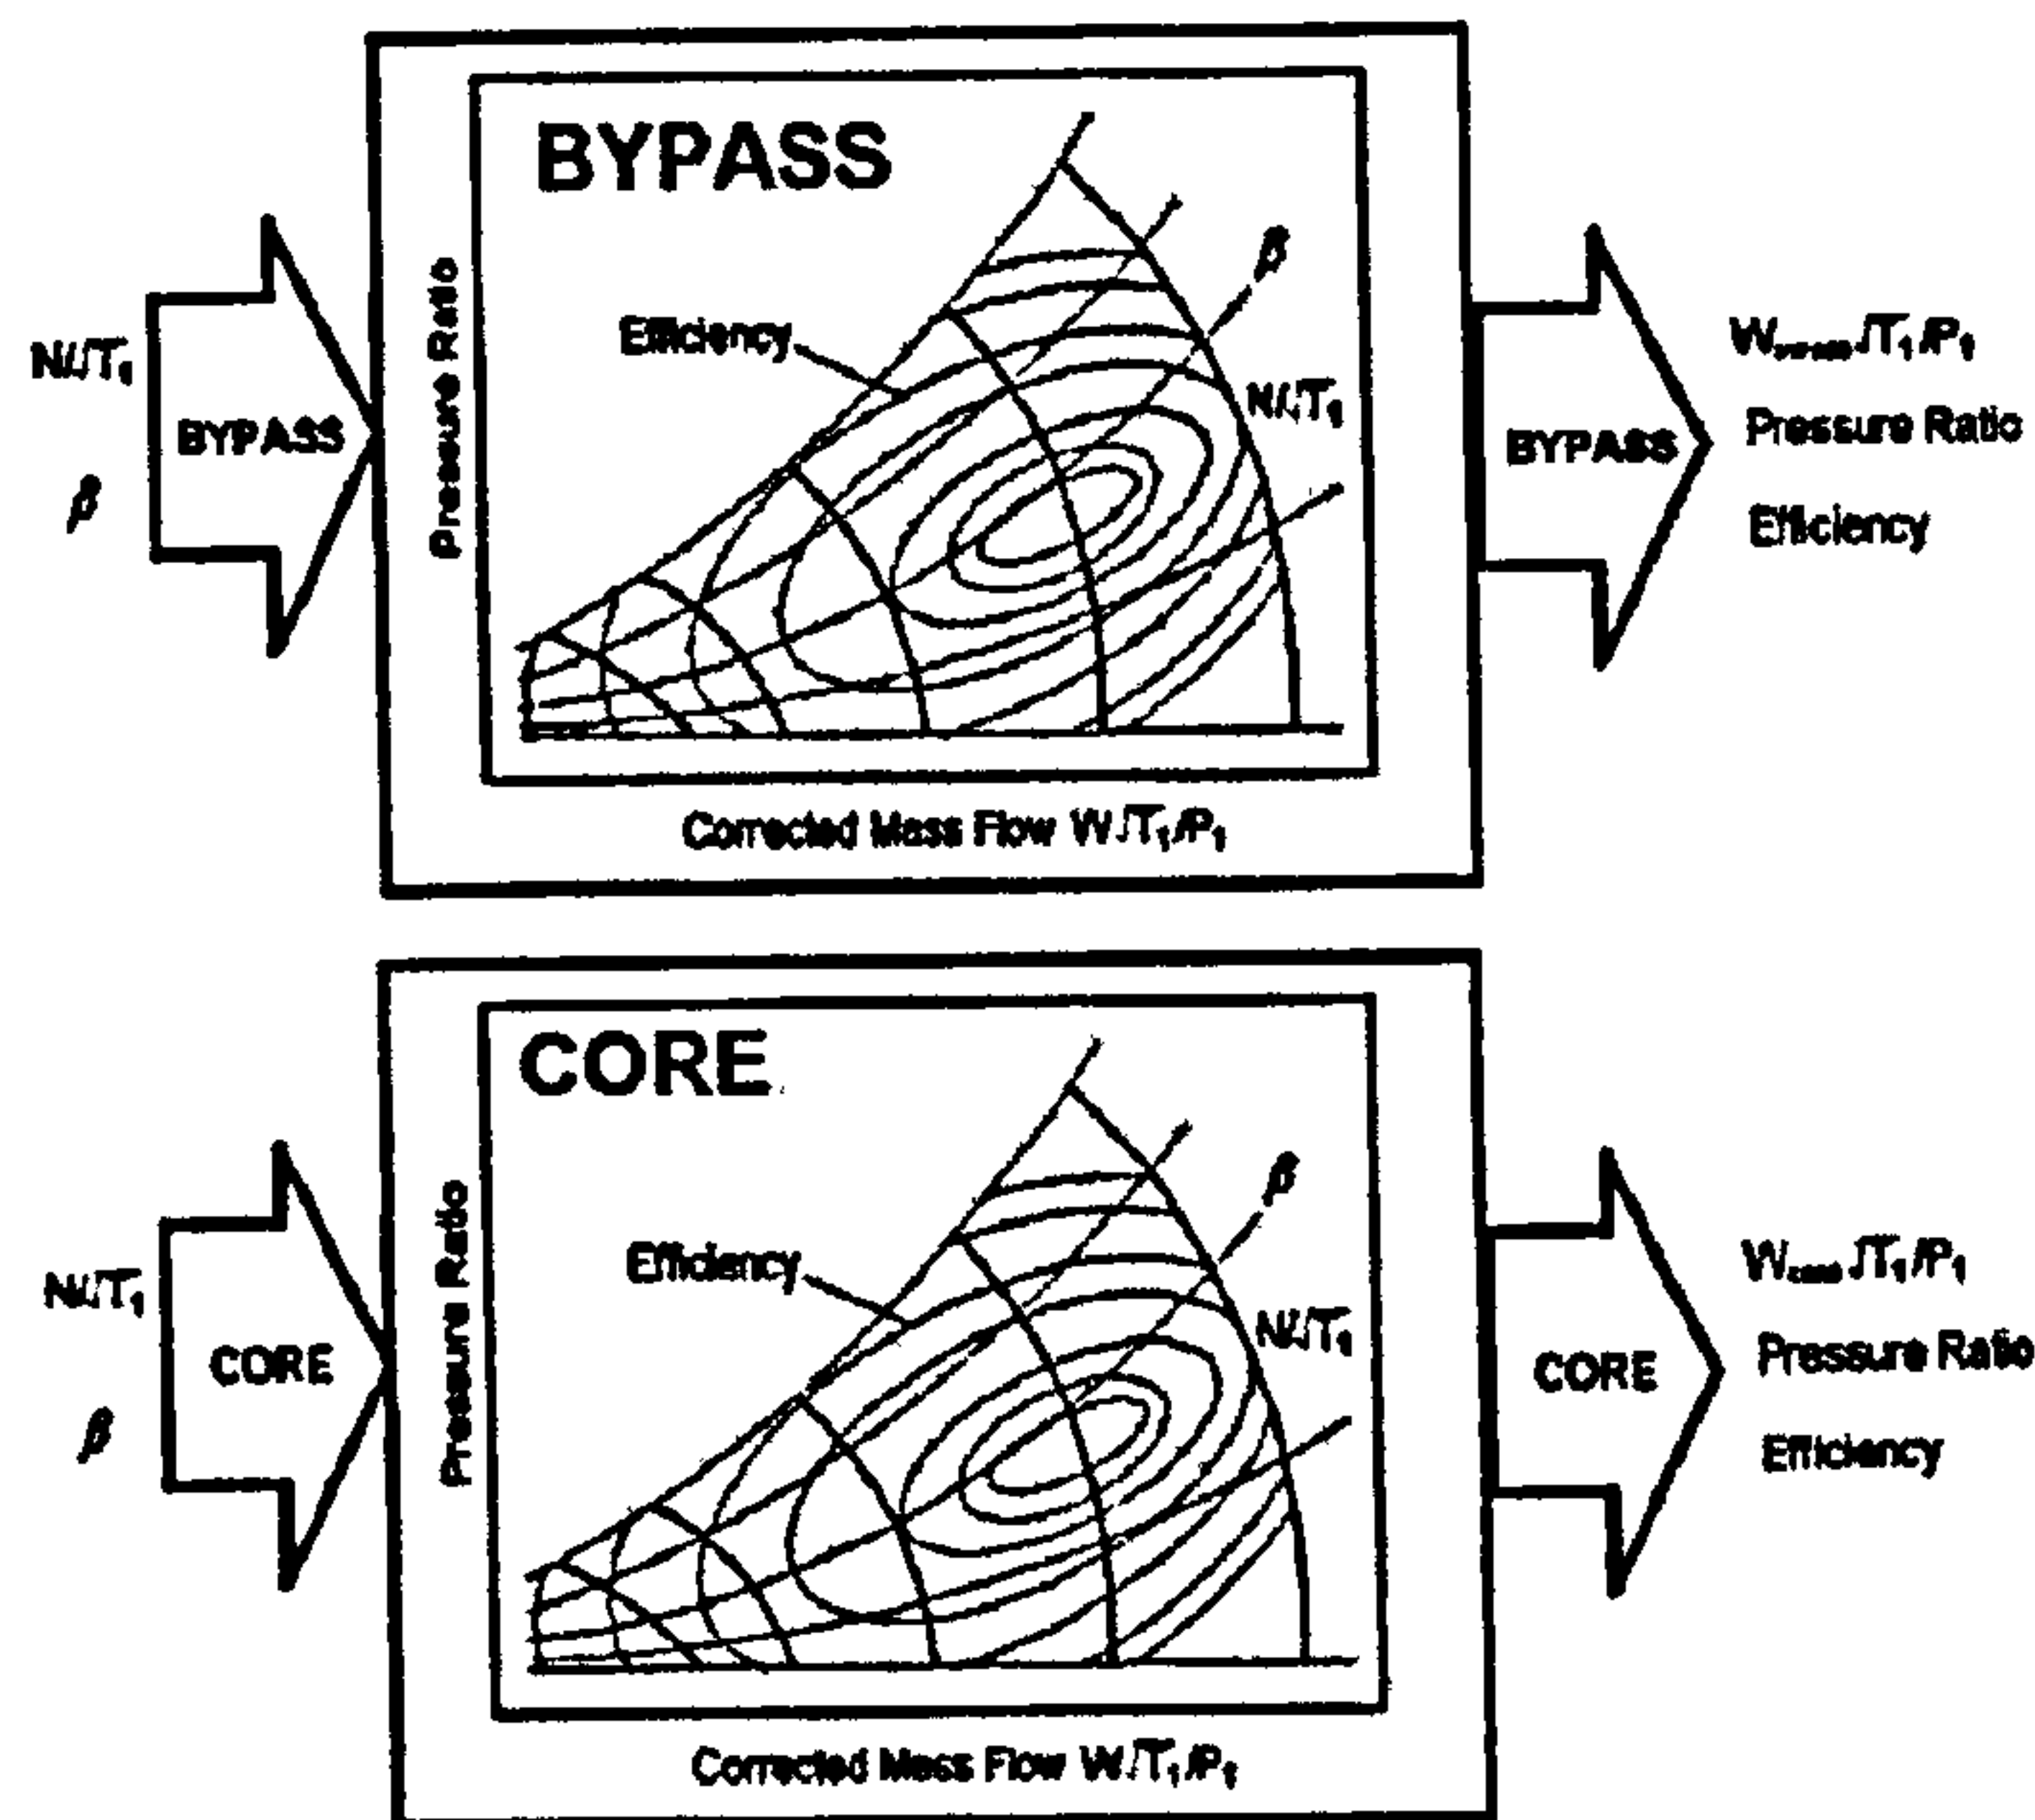 BYPASS
Pressure Ratio
Efficiency
β
N/√T₁
Corrected Mass Flow W√T₁/P₁
N/√T₁
BYPASS
β
BYPASS
√T₁/P₁
Pressure Ratio
Efficiency
CORE
Pressure Ratio
Efficiency
β
N/√T₁
Corrected Mass Flow W√T₁/P₁
N/√T₁
CORE
β
CORE
W core √T₁/P₁
Pressure Ratio
Efficiency